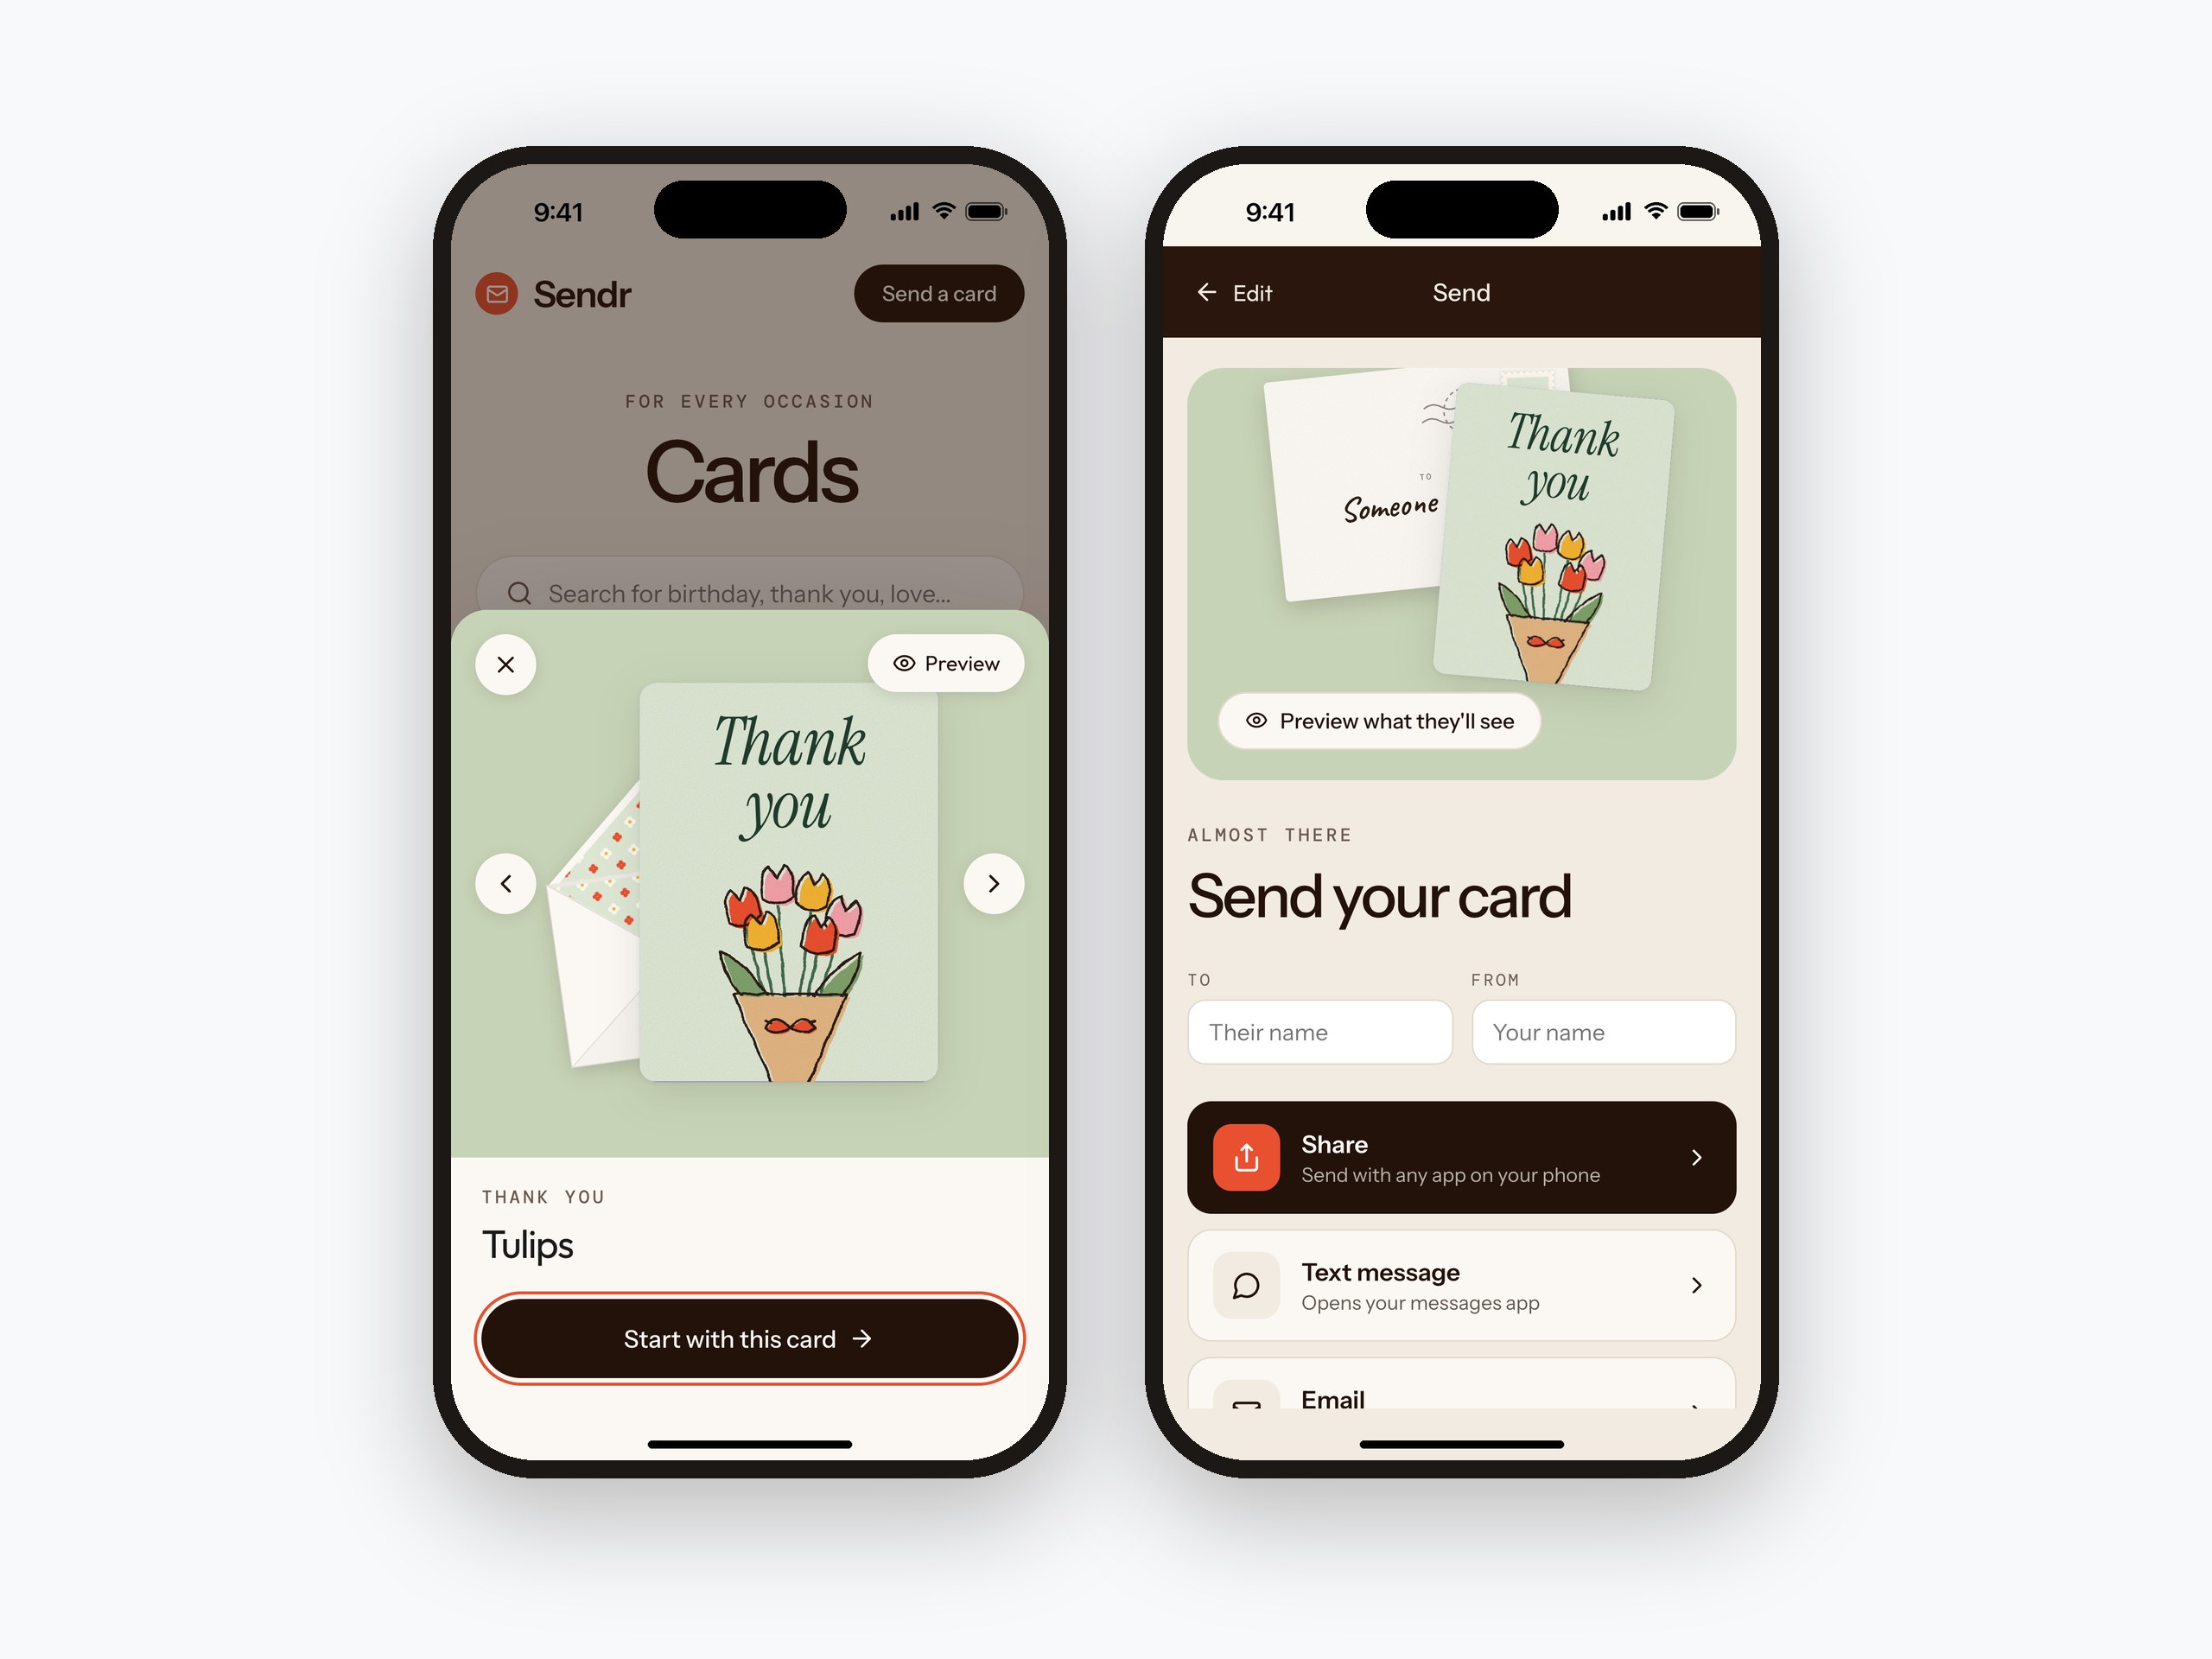 9:41
Sendr
Send a card
FOR EVERY OCCASION
Cards
Search for birthday, thank you, love...
Preview
Thank
you
THANK YOU
Tulips
Start with this card
9:41
Edit
Send
TO
Someone
Thank
you
Preview what they'll see
ALMOST THERE
Send your card
TO
FROM
Their name
Your name
Share
Send with any app on your phone
Text message
Opens your messages app
Email